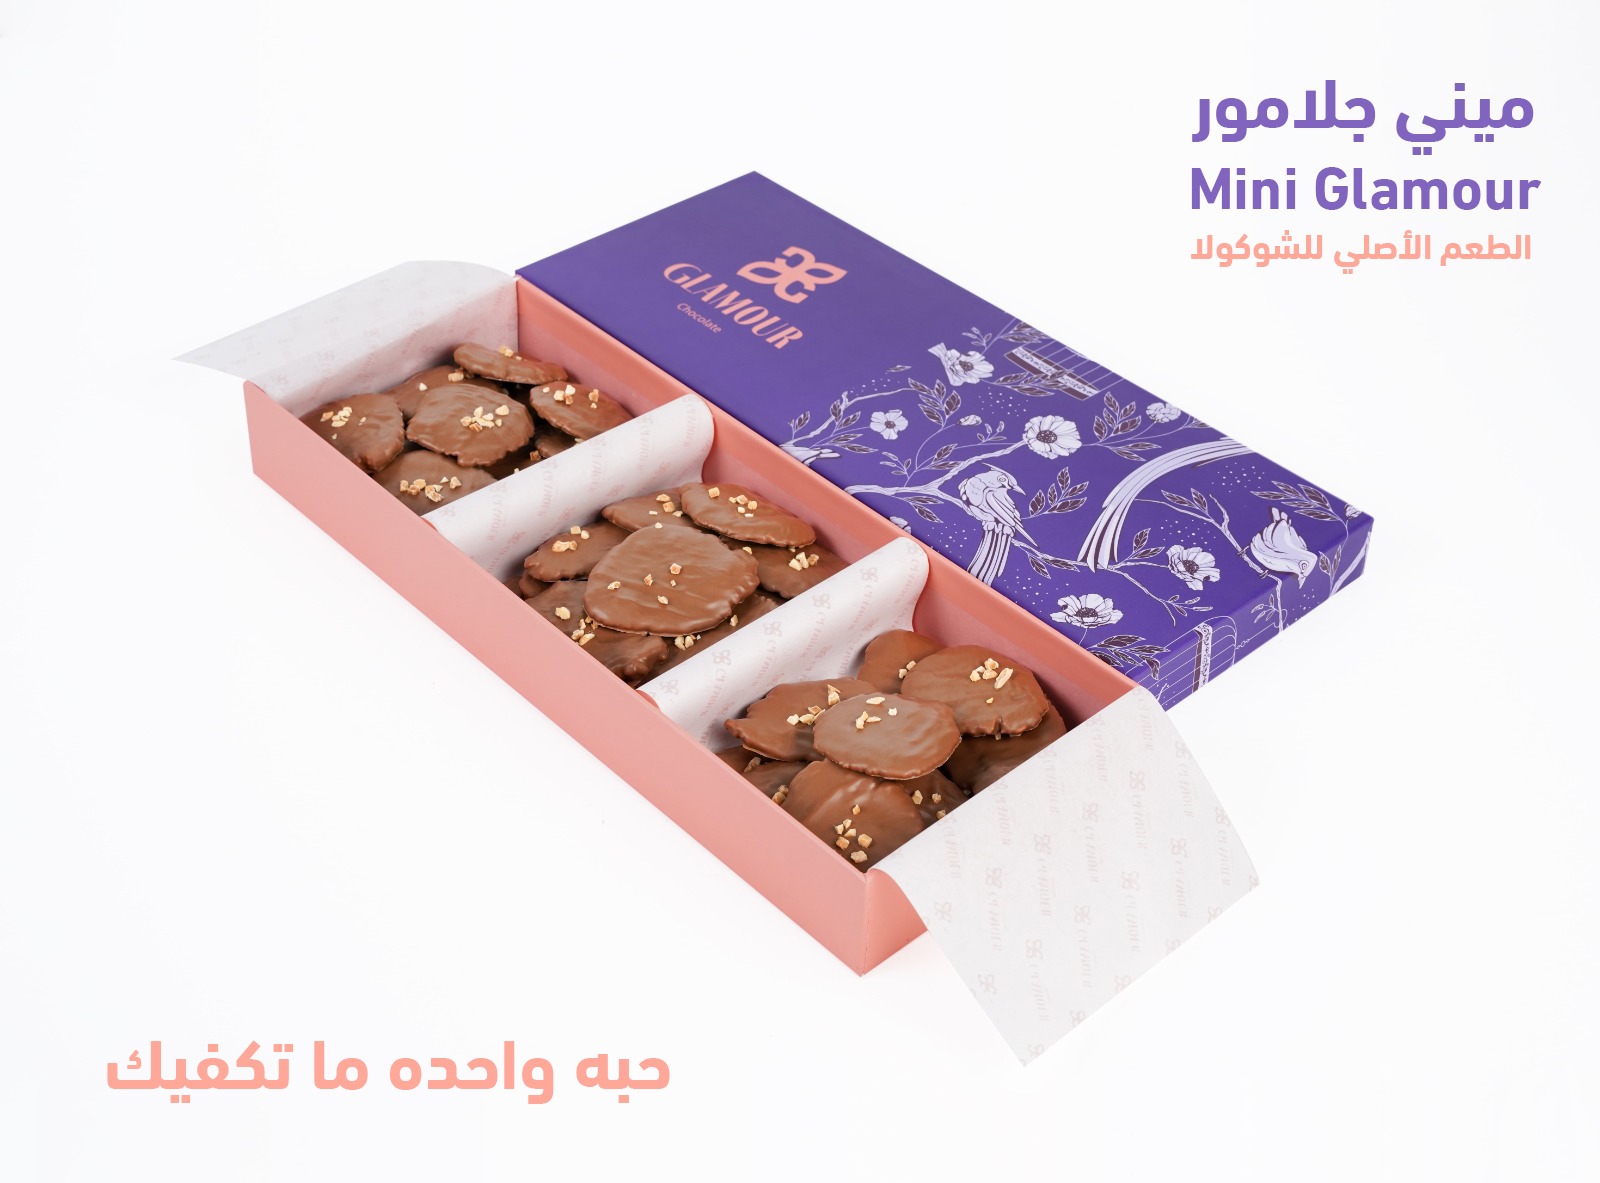 ميني جلامور
Mini Glamour
الطعم الأصلي للشوكولا
GLAMOUR
Chocolate
حبه واحده ما تكفيك